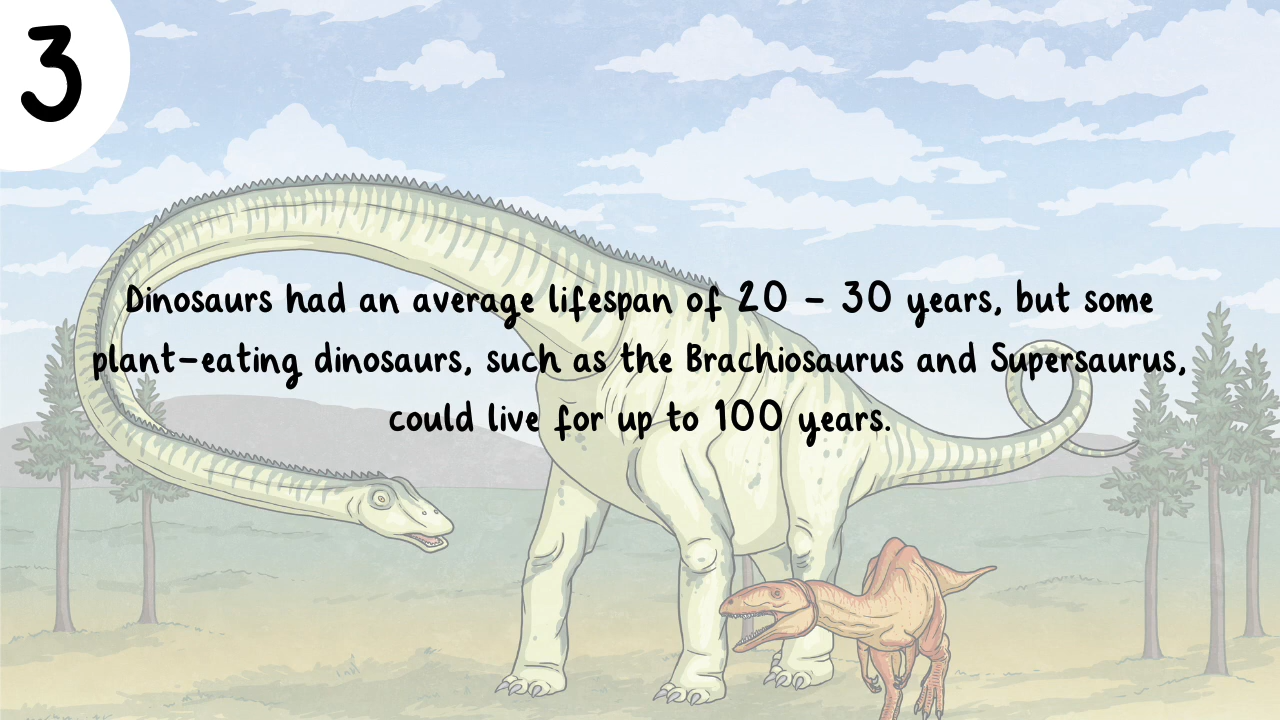 3
Dinosaurs had an average lifespan of 20 - 30 years, but some
plant-eating dinosaurs, such as the Brachiosaurus and Supersaurus,
could live for up to 100 years.